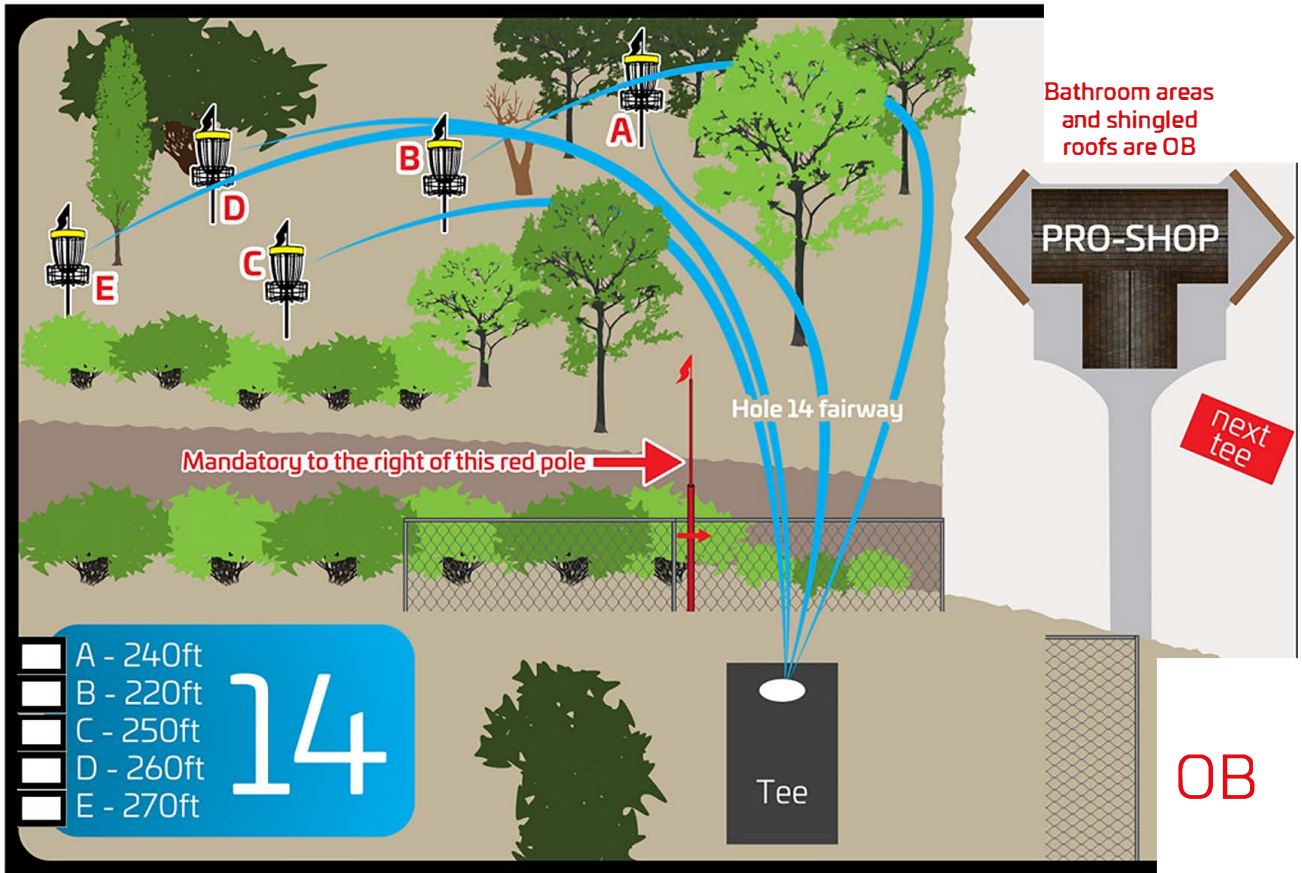 Bathroom areas
and shingled
roofs are OB
A
B
D
C
E
PRO-SHOP
Hole 14 fairway
next
tee
Mandatory to the right of this red pole
A - 240ft
B - 220ft
C - 250ft
D - 260ft
E - 270ft
14
Tee
OB